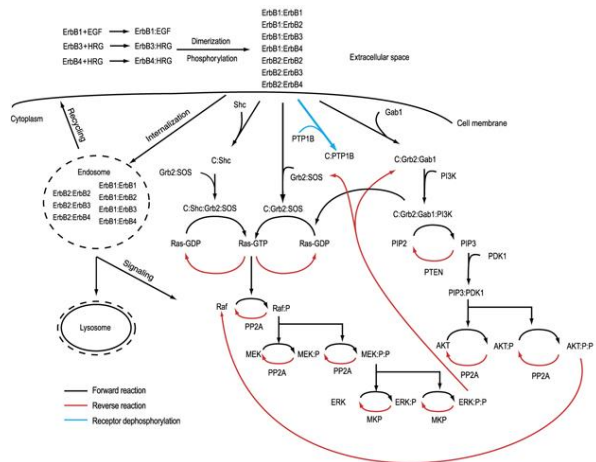 ErbB1+EGF
ErbB1:EGF
ErbB3+HRG
ErbB3:HRG
ErbB4+HRG
ErbB4:HRG
Dimerization
Phosphorylation
ErbB1:ErbB1
ErbB1:ErbB2
ErbB1:ErbB3
ErbB1:ErbB4
ErbB2:ErbB2
ErbB2:ErbB3
ErbB2:ErbB4
Extracellular space
Cytoplasm
Cell membrane
Recycling
Internalization
Shc
PTP1B
C:PTP1B
Gab1
Endosome
ErbB2:ErbB2
ErbB2:ErbB3
ErbB2:ErbB4
ErbB1:ErbB1
ErbB1:ErbB2
ErbB1:ErbB3
ErbB1:ErbB4
C:Shc
Grb2:SOS
Grb2:SOS
C:Grb2:Gab1
PI3K
C:Shc:Grb2:SOS
C:Grb2:SOS
C:Grb2:Gab1:PI3K
Ras-GDP
Ras-GTP
Ras-GDP
PIP2
PIP3
PTEN
PDK1
PIP3:PDK1
Signaling
Lysosome
Raf
Raf:P
PP2A
MEK
MEK:P
MEK:P:P
PP2A
PP2A
AKT
AKT:P
AKT:P:P
PP2A
PP2A
ERK
ERK:P
ERK:P:P
MKP
MKP
Forward reaction
Reverse reaction
Receptor dephosphorylation